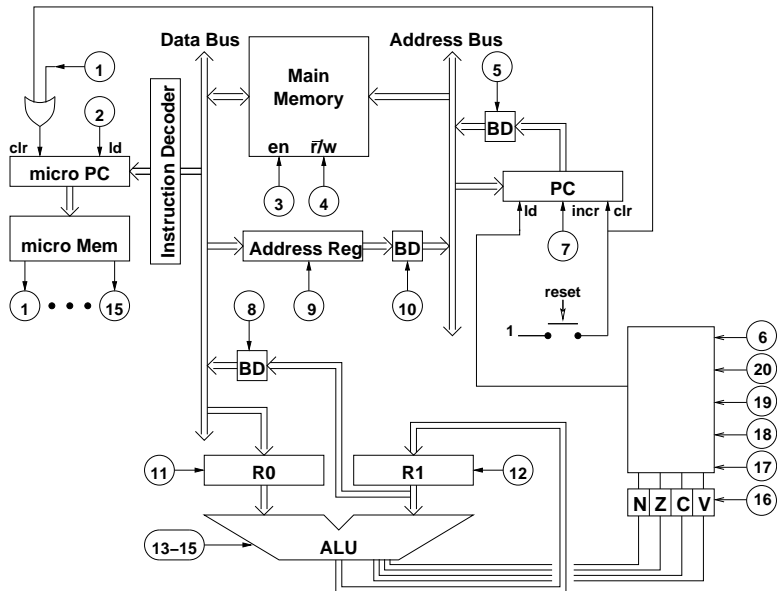 Data Bus
Address Bus
Main
Memory
en r̄/w
1
2
clr ld
micro PC
micro Mem
1 • • • 15
Instruction Decoder
3
4
5
BD
PC
ld incr clr
7
Address Reg
BD
9
10
reset
1
8
BD
6
20
19
18
17
16
N Z C V
11
R0
R1
12
13–15
ALU